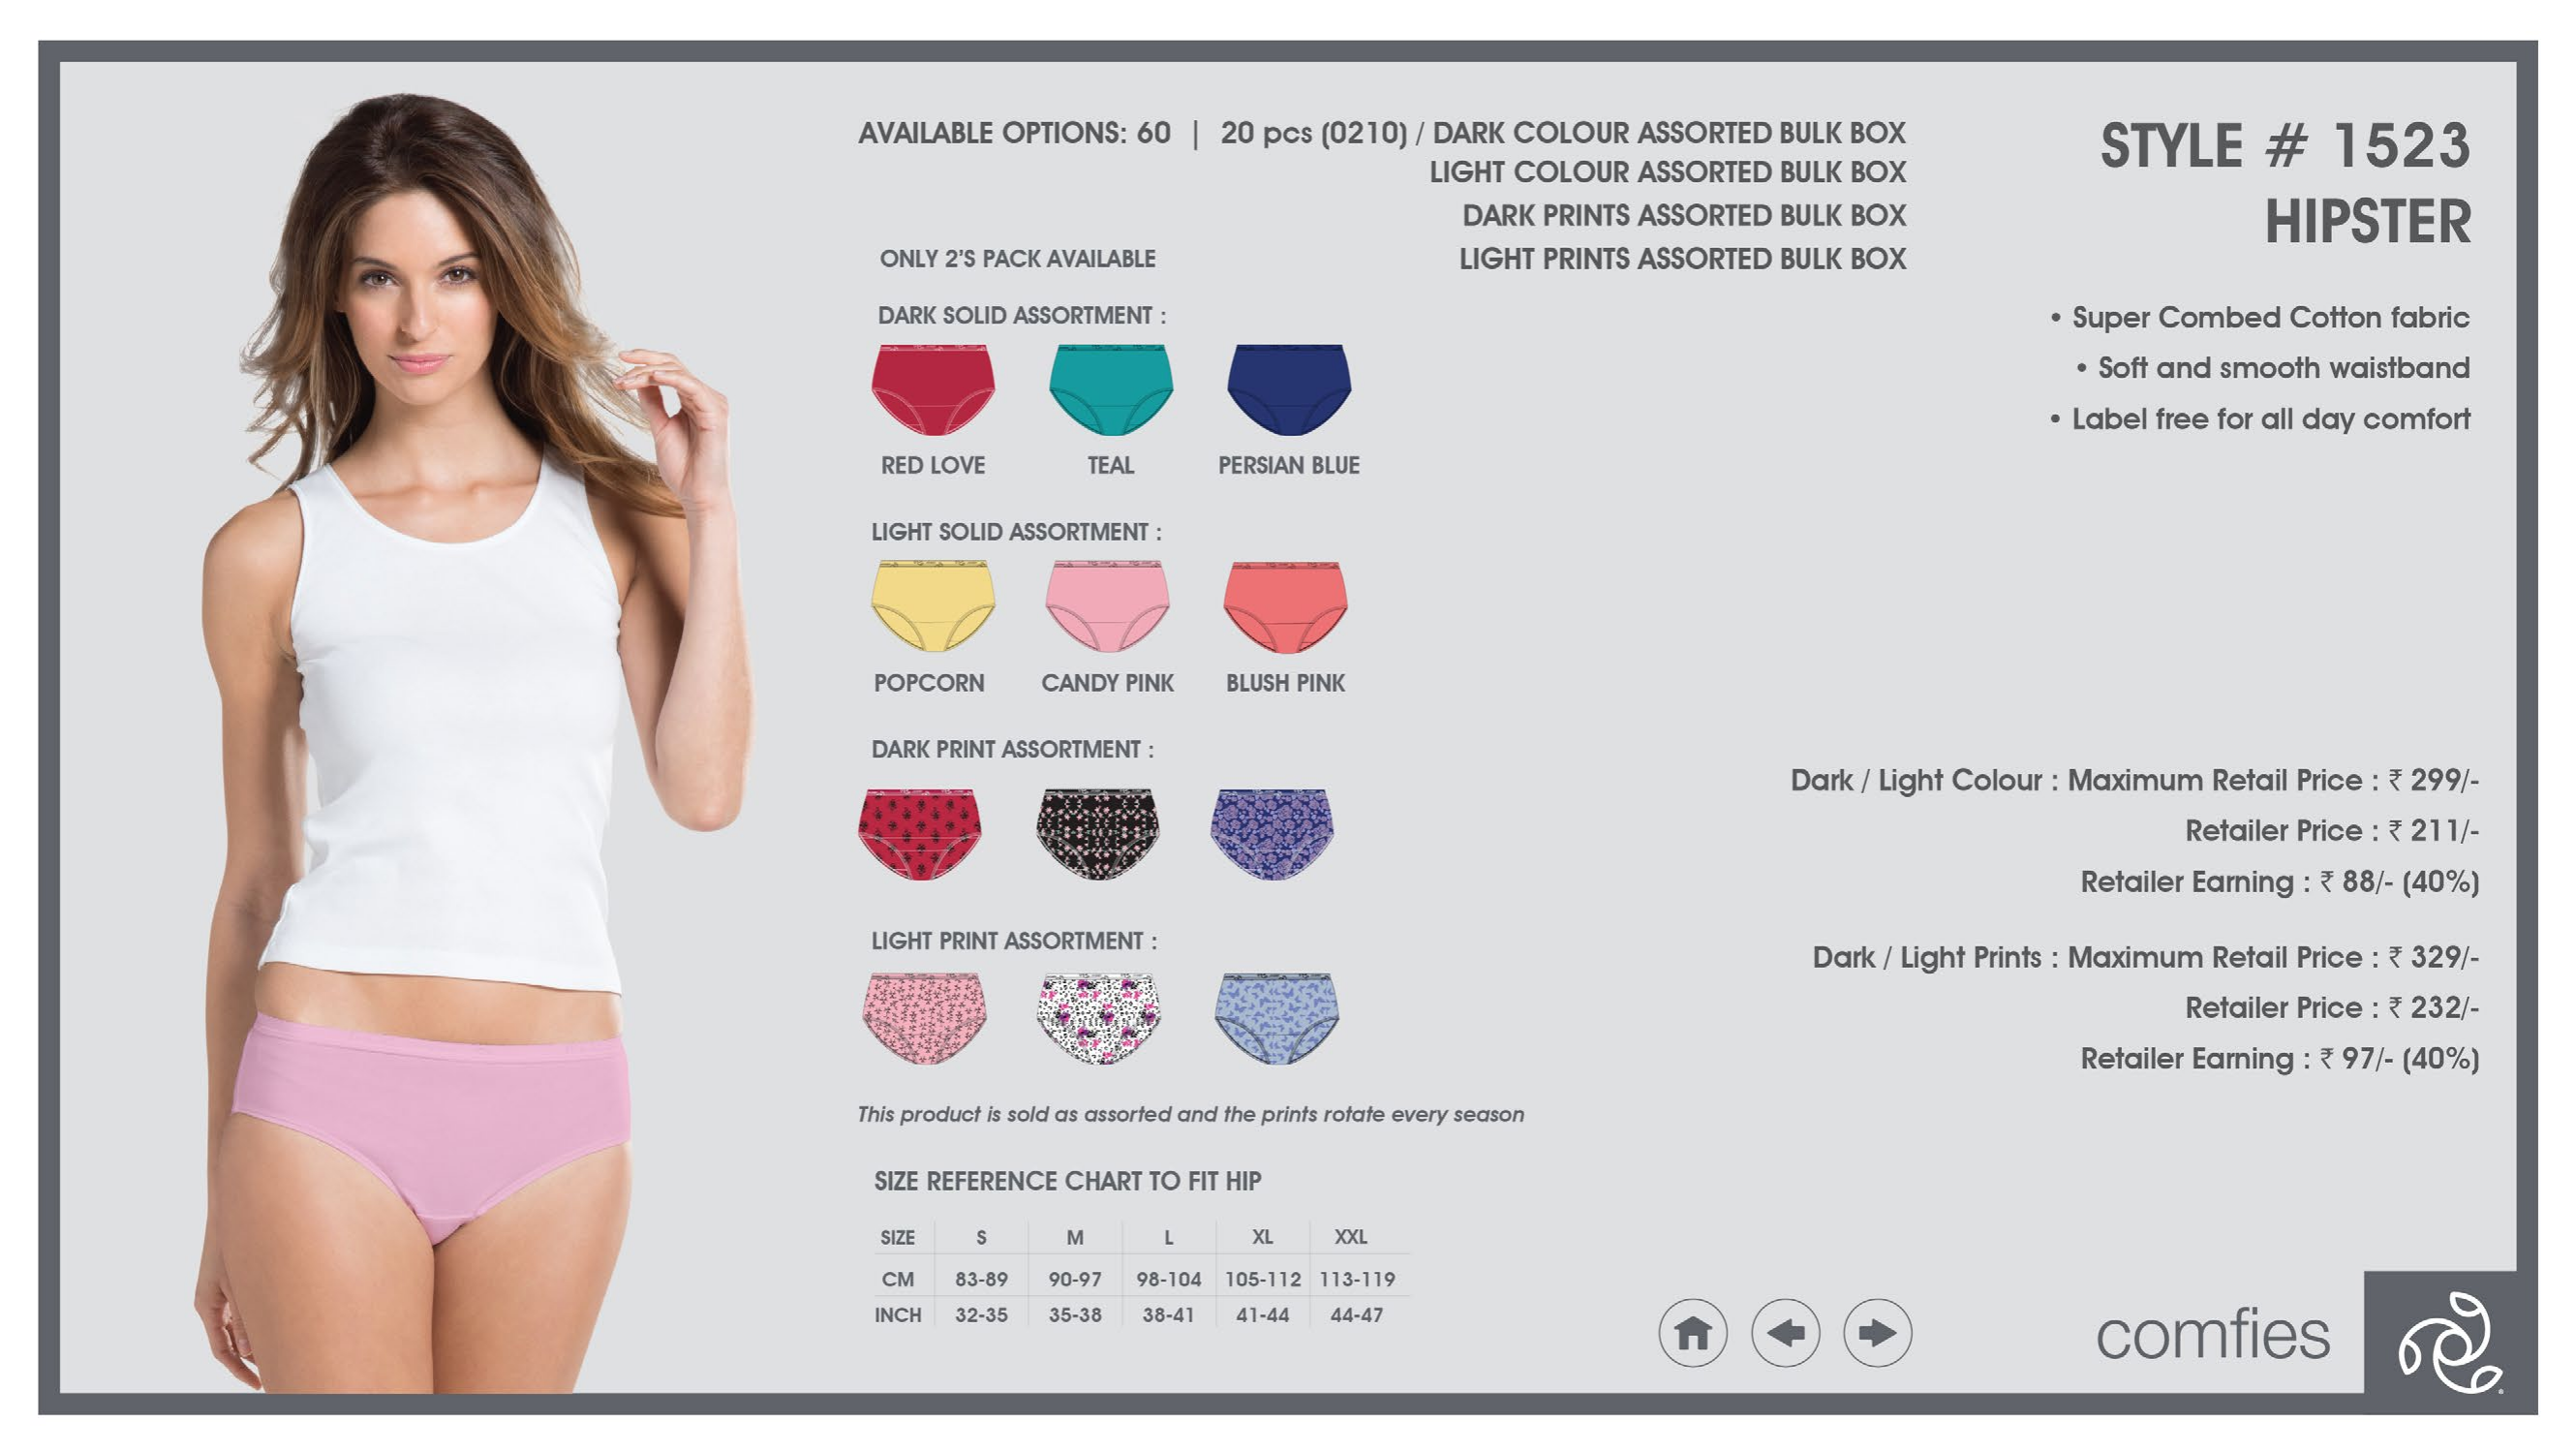 AVAILABLE OPTIONS: 60 | 20 pcs (0210) / DARK COLOUR ASSORTED BULK BOX
LIGHT COLOUR ASSORTED BULK BOX
DARK PRINTS ASSORTED BULK BOX
LIGHT PRINTS ASSORTED BULK BOX
STYLE # 1523
HIPSTER
• Super Combed Cotton fabric
• Soft and smooth waistband
• Label free for all day comfort
ONLY 2'S PACK AVAILABLE
DARK SOLID ASSORTMENT :
RED LOVE TEAL PERSIAN BLUE
LIGHT SOLID ASSORTMENT :
POPCORN CANDY PINK BLUSH PINK
DARK PRINT ASSORTMENT :
LIGHT PRINT ASSORTMENT :
This product is sold as assorted and the prints rotate every season
Dark / Light Colour : Maximum Retail Price : ₹ 299/-
Retailer Price : ₹ 211/-
Retailer Earning : ₹ 88/- (40%)
Dark / Light Prints : Maximum Retail Price : ₹ 329/-
Retailer Price : ₹ 232/-
Retailer Earning : ₹ 97/- (40%)
SIZE REFERENCE CHART TO FIT HIP
SIZE S M L XL XXL
CM 83-89 90-97 98-104 105-112 113-119
INCH 32-35 35-38 38-41 41-44 44-47
comfies